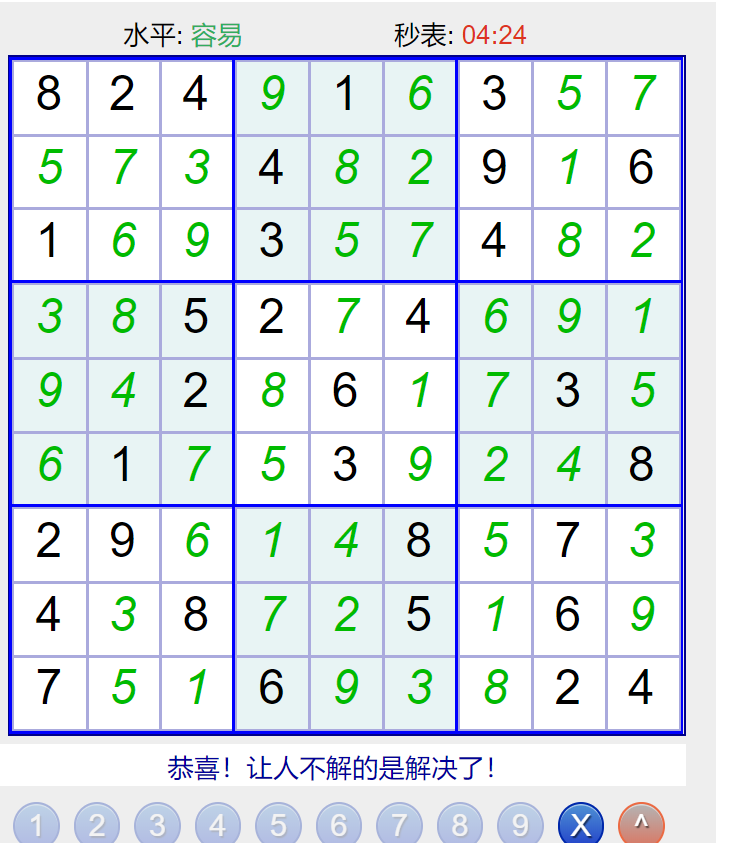 水平: 容易 秒表: 04:24
8 2 4 9 1 6 3 5 7
5 7 3 4 8 2 9 1 6
1 6 9 3 5 7 4 8 2
3 8 5 2 7 4 6 9 1
9 4 2 8 6 1 7 3 5
6 1 7 5 3 9 2 4 8
2 9 6 1 4 8 5 7 3
4 3 8 7 2 5 1 6 9
7 5 1 6 9 3 8 2 4
恭喜！让人不解的是解决了！
1 2 3 4 5 6 7 8 9 X ^